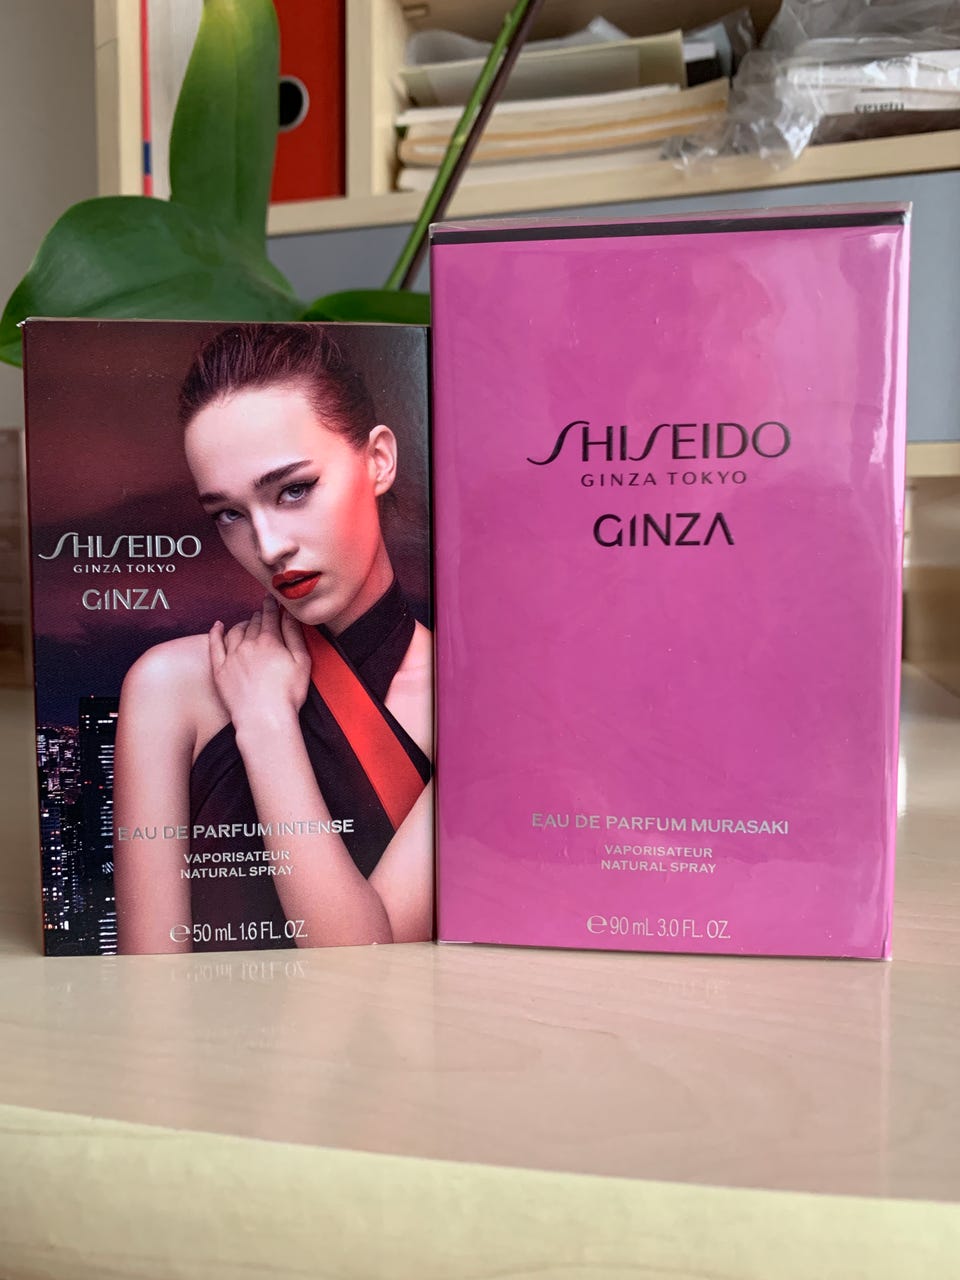 SHISEIDO
GINZA TOKYO
GINZA
EAU DE PARFUM INTENSE
VAPORISATEUR
NATURAL SPRAY
℮ 50 mL 1.6 FL. OZ.
SHISEIDO
GINZA TOKYO
GINZA
EAU DE PARFUM MURASAKI
VAPORISATEUR
NATURAL SPRAY
℮ 90 mL 3.0 FL. OZ.